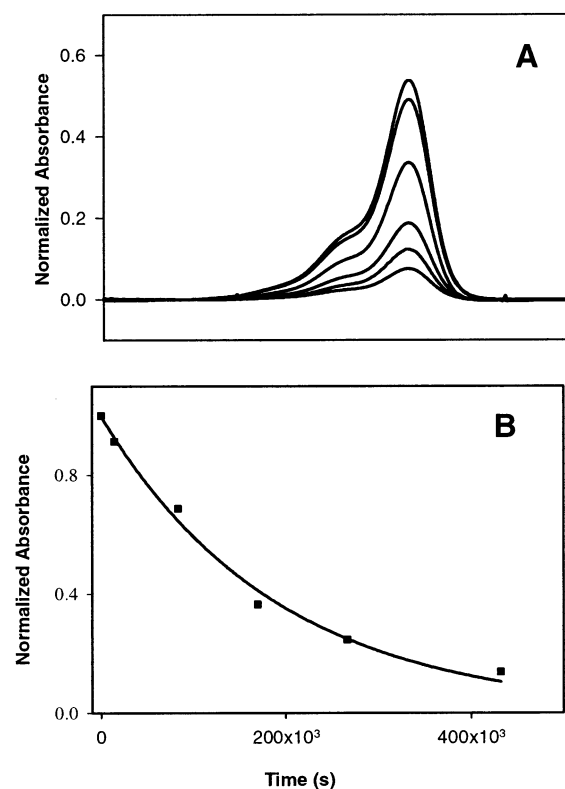 A
Normalized Absorbance
0.6
0.4
0.2
0.0
B
Normalized Absorbance
0.8
0.4
0.0
0
200x10³
400x10³
Time (s)